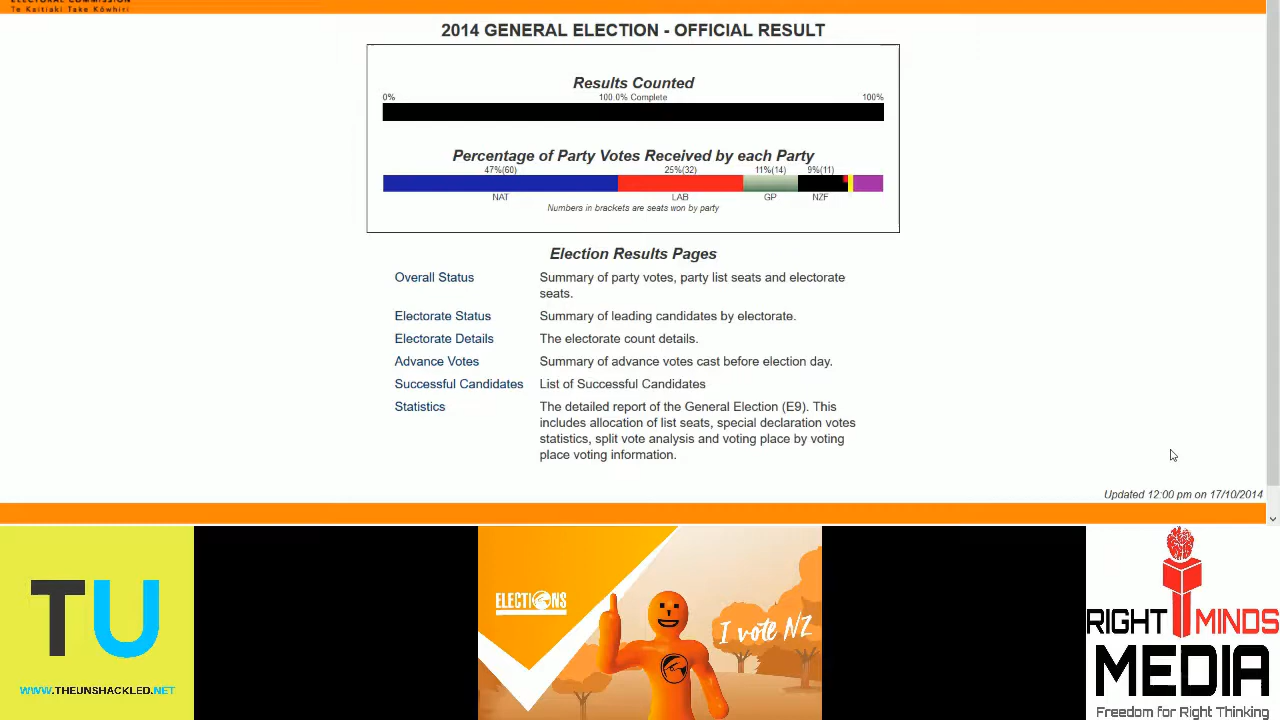 ELECTORAL COMMISSION
Te Kaitiaki Take Kōwhiri
2014 GENERAL ELECTION - OFFICIAL RESULT
Results Counted
0% 100.0% Complete 100%
Percentage of Party Votes Received by each Party
47%(60) 25%(32) 11%(14) 9%(11)
NAT LAB GP NZF
Numbers in brackets are seats won by party
Election Results Pages
Overall Status Summary of party votes, party list seats and electorate
seats.
Electorate Status Summary of leading candidates by electorate.
Electorate Details The electorate count details.
Advance Votes Summary of advance votes cast before election day.
Successful Candidates List of Successful Candidates
Statistics The detailed report of the General Election (E9). This
includes allocation of list seats, special declaration votes
statistics, split vote analysis and voting place by voting
place voting information.
Updated 12:00 pm on 17/10/2014
TU
WWW.THEUNSHACKLED.NET
ELECTIONS
I vote NZ
RIGHT MINDS
MEDIA
Freedom for Right Thinking